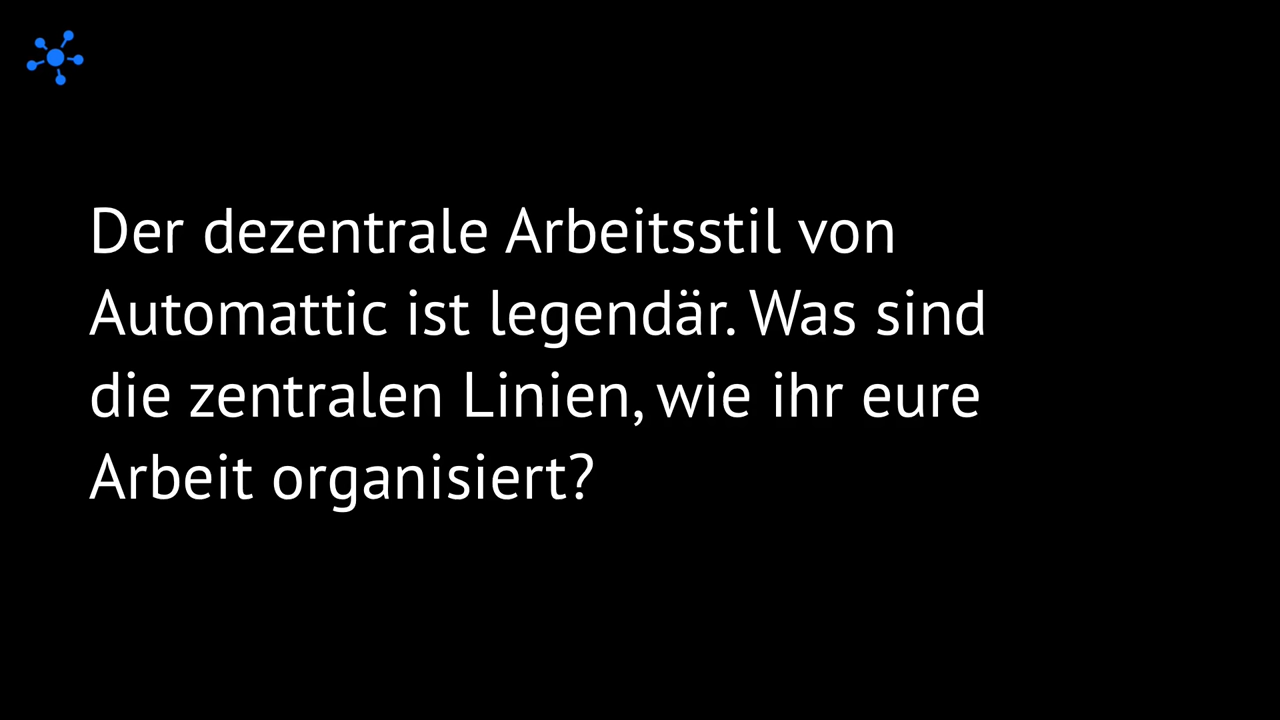 Der dezentrale Arbeitsstil von
Automattic ist legendär. Was sind
die zentralen Linien, wie ihr eure
Arbeit organisiert?